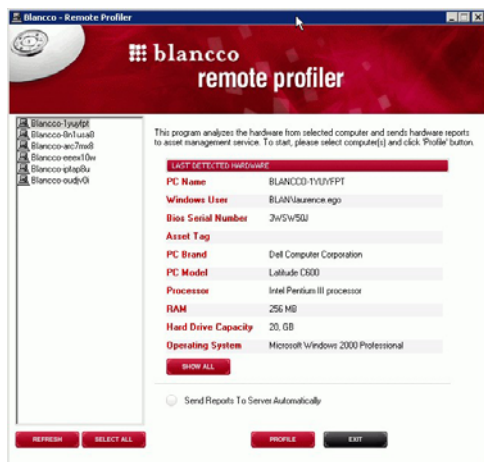 Blancco - Remote Profiler
blancco
remote profiler
Blancco-1yuyfpt
Blancco-8n1usa8
Blancco-arc7mx8
Blancco-eeex10w
Blancco-iptap8u
Blancco-oudjv0i
This program analyzes the hardware from selected computer and sends hardware reports
to asset management service. To start, please select computer(s) and click 'Profile' button.
LAST DETECTED HARDWARE
PC Name BLANCCO-1YUYFPT
Windows User BLAN\laurence.ego
Bios Serial Number 3WSW50J
Asset Tag
PC Brand Dell Computer Corporation
PC Model Latitude C600
Processor Intel Pentium III processor
RAM 256 MB
Hard Drive Capacity 20, GB
Operating System Microsoft Windows 2000 Professional
SHOW ALL
Send Reports To Server Automatically
REFRESH SELECT ALL PROFILE EXIT